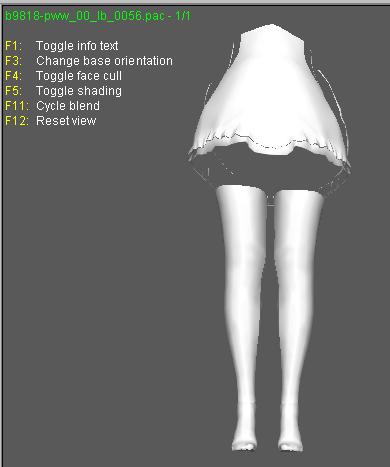 b9818-pww_00_lb_0056.pac - 1/1
F1: Toggle info text
F3: Change base orientation
F4: Toggle face cull
F5: Toggle shading
F11: Cycle blend
F12: Reset view